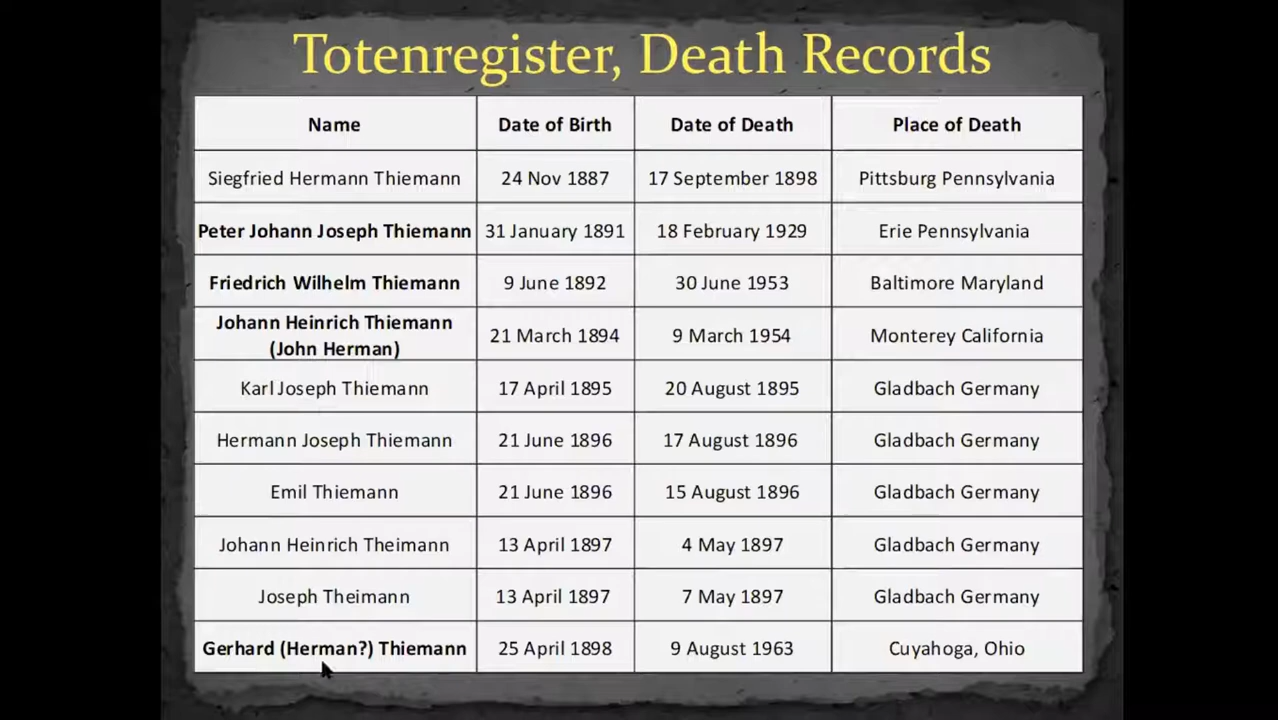 Totenregister, Death Records
Name Date of Birth Date of Death Place of Death
Siegfried Hermann Thiemann 24 Nov 1887 17 September 1898 Pittsburg Pennsylvania
Peter Johann Joseph Thiemann 31 January 1891 18 February 1929 Erie Pennsylvania
Friedrich Wilhelm Thiemann 9 June 1892 30 June 1953 Baltimore Maryland
Johann Heinrich Thiemann
(John Herman) 21 March 1894 9 March 1954 Monterey California
Karl Joseph Thiemann 17 April 1895 20 August 1895 Gladbach Germany
Hermann Joseph Thiemann 21 June 1896 17 August 1896 Gladbach Germany
Emil Thiemann 21 June 1896 15 August 1896 Gladbach Germany
Johann Heinrich Theimann 13 April 1897 4 May 1897 Gladbach Germany
Joseph Theimann 13 April 1897 7 May 1897 Gladbach Germany
Gerhard (Herman?) Thiemann 25 April 1898 9 August 1963 Cuyahoga, Ohio